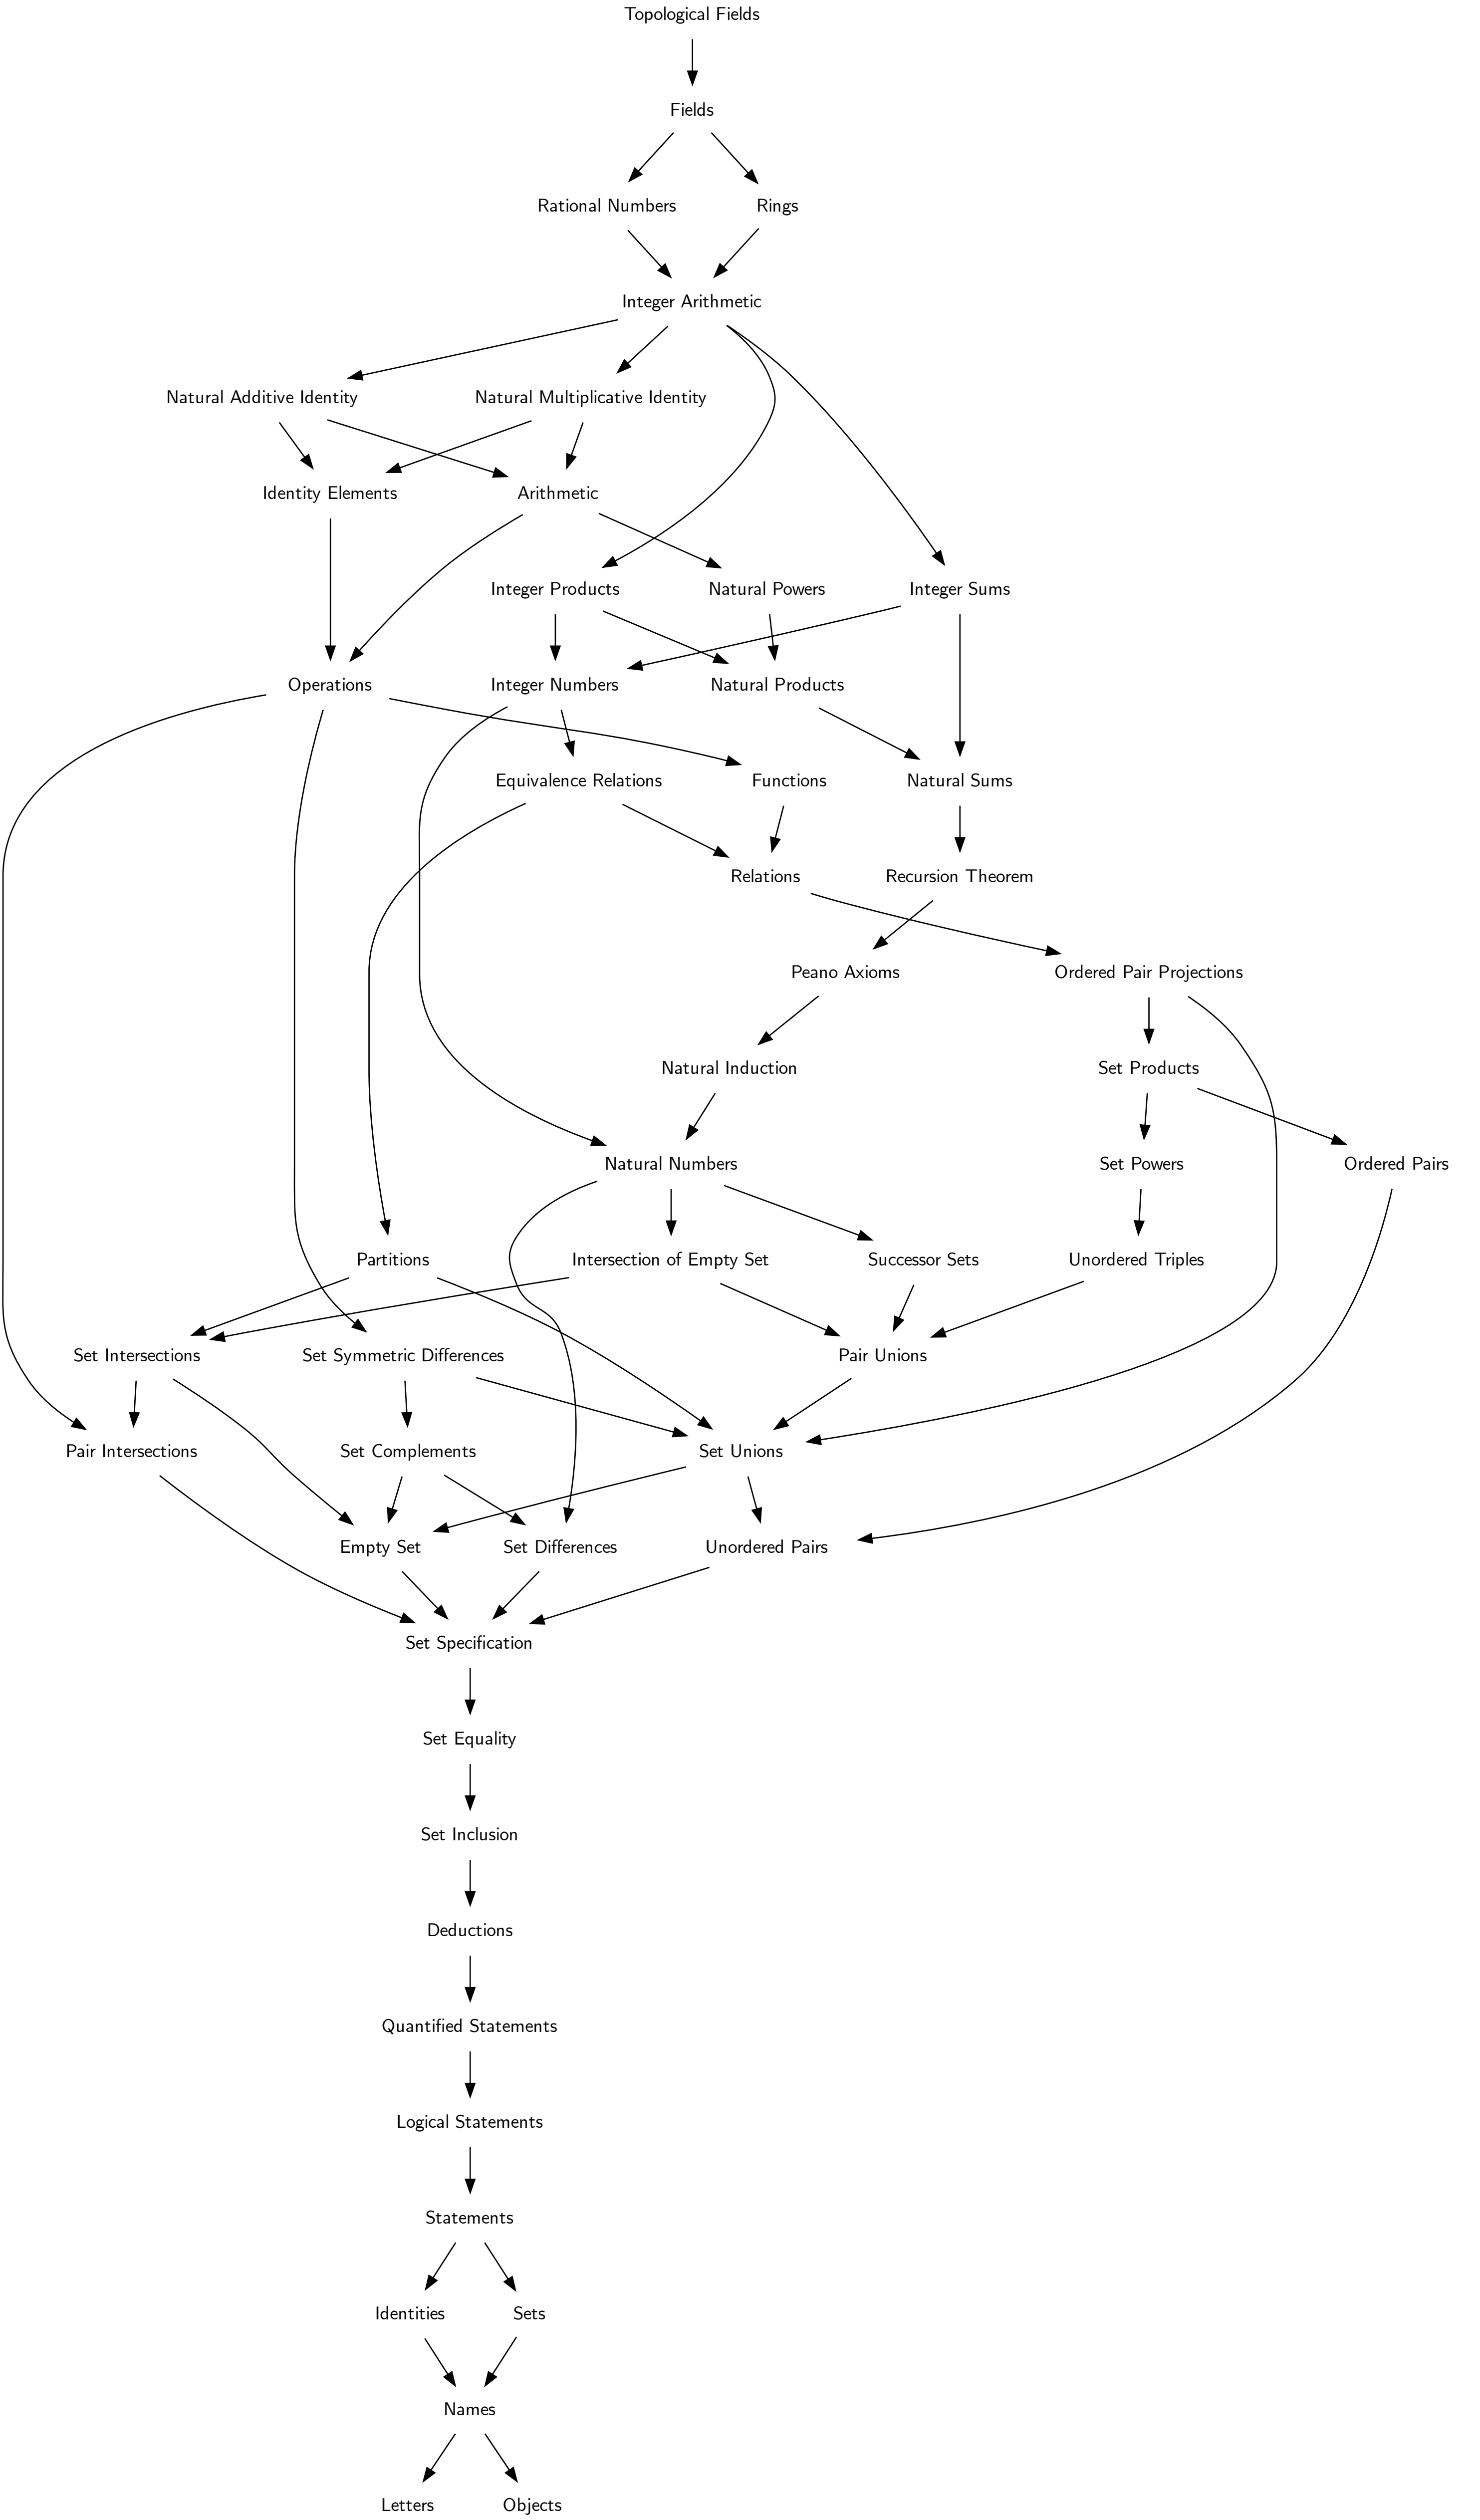 Topological Fields
Fields
Rational Numbers
Rings
Integer Arithmetic
Natural Additive Identity
Natural Multiplicative Identity
Identity Elements
Arithmetic
Integer Products
Natural Powers
Integer Sums
Operations
Integer Numbers
Natural Products
Equivalence Relations
Functions
Natural Sums
Relations
Recursion Theorem
Peano Axioms
Ordered Pair Projections
Natural Induction
Set Products
Natural Numbers
Set Powers
Ordered Pairs
Partitions
Intersection of Empty Set
Successor Sets
Unordered Triples
Set Intersections
Set Symmetric Differences
Pair Unions
Pair Intersections
Set Complements
Set Unions
Empty Set
Set Differences
Unordered Pairs
Set Specification
Set Equality
Set Inclusion
Deductions
Quantified Statements
Logical Statements
Statements
Identities
Sets
Names
Letters
Objects